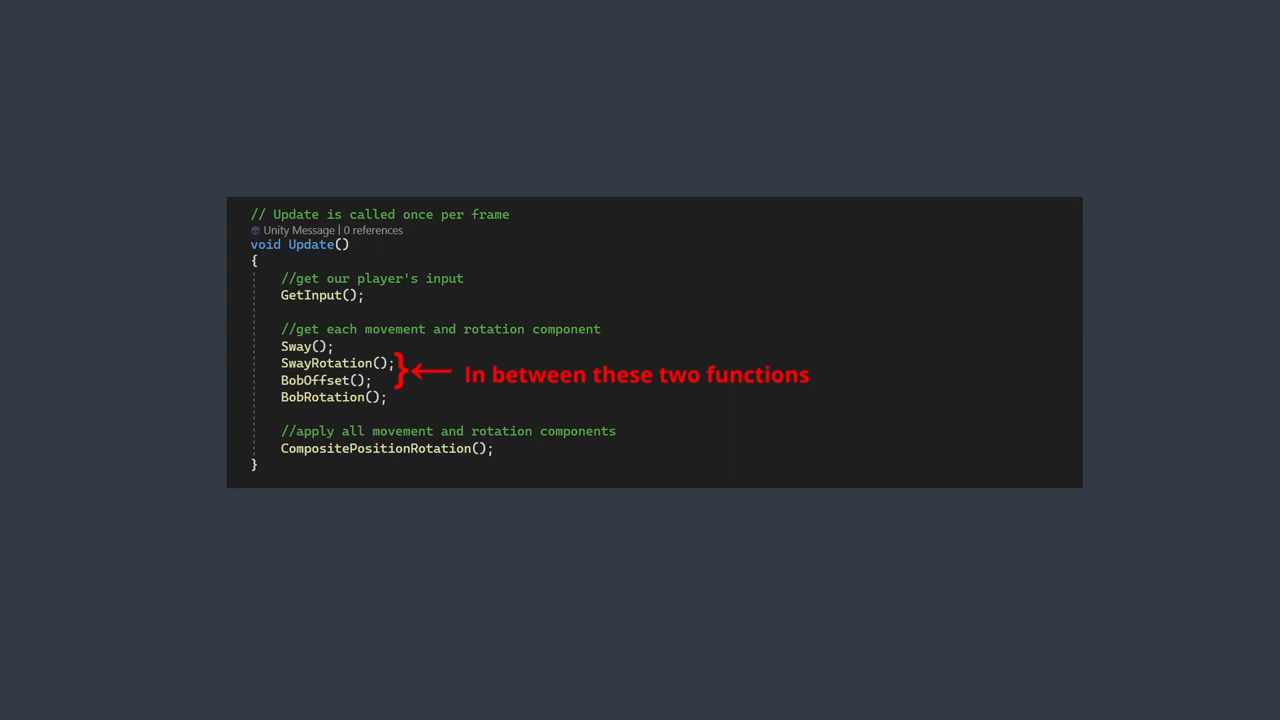 // Update is called once per frame
Unity Message | 0 references
void Update()
{
//get our player's input
GetInput();
//get each movement and rotation component
Sway();
SwayRotation();
BobOffset();
} ← In between these two functions
BobRotation();
//apply all movement and rotation components
CompositePositionRotation();
}